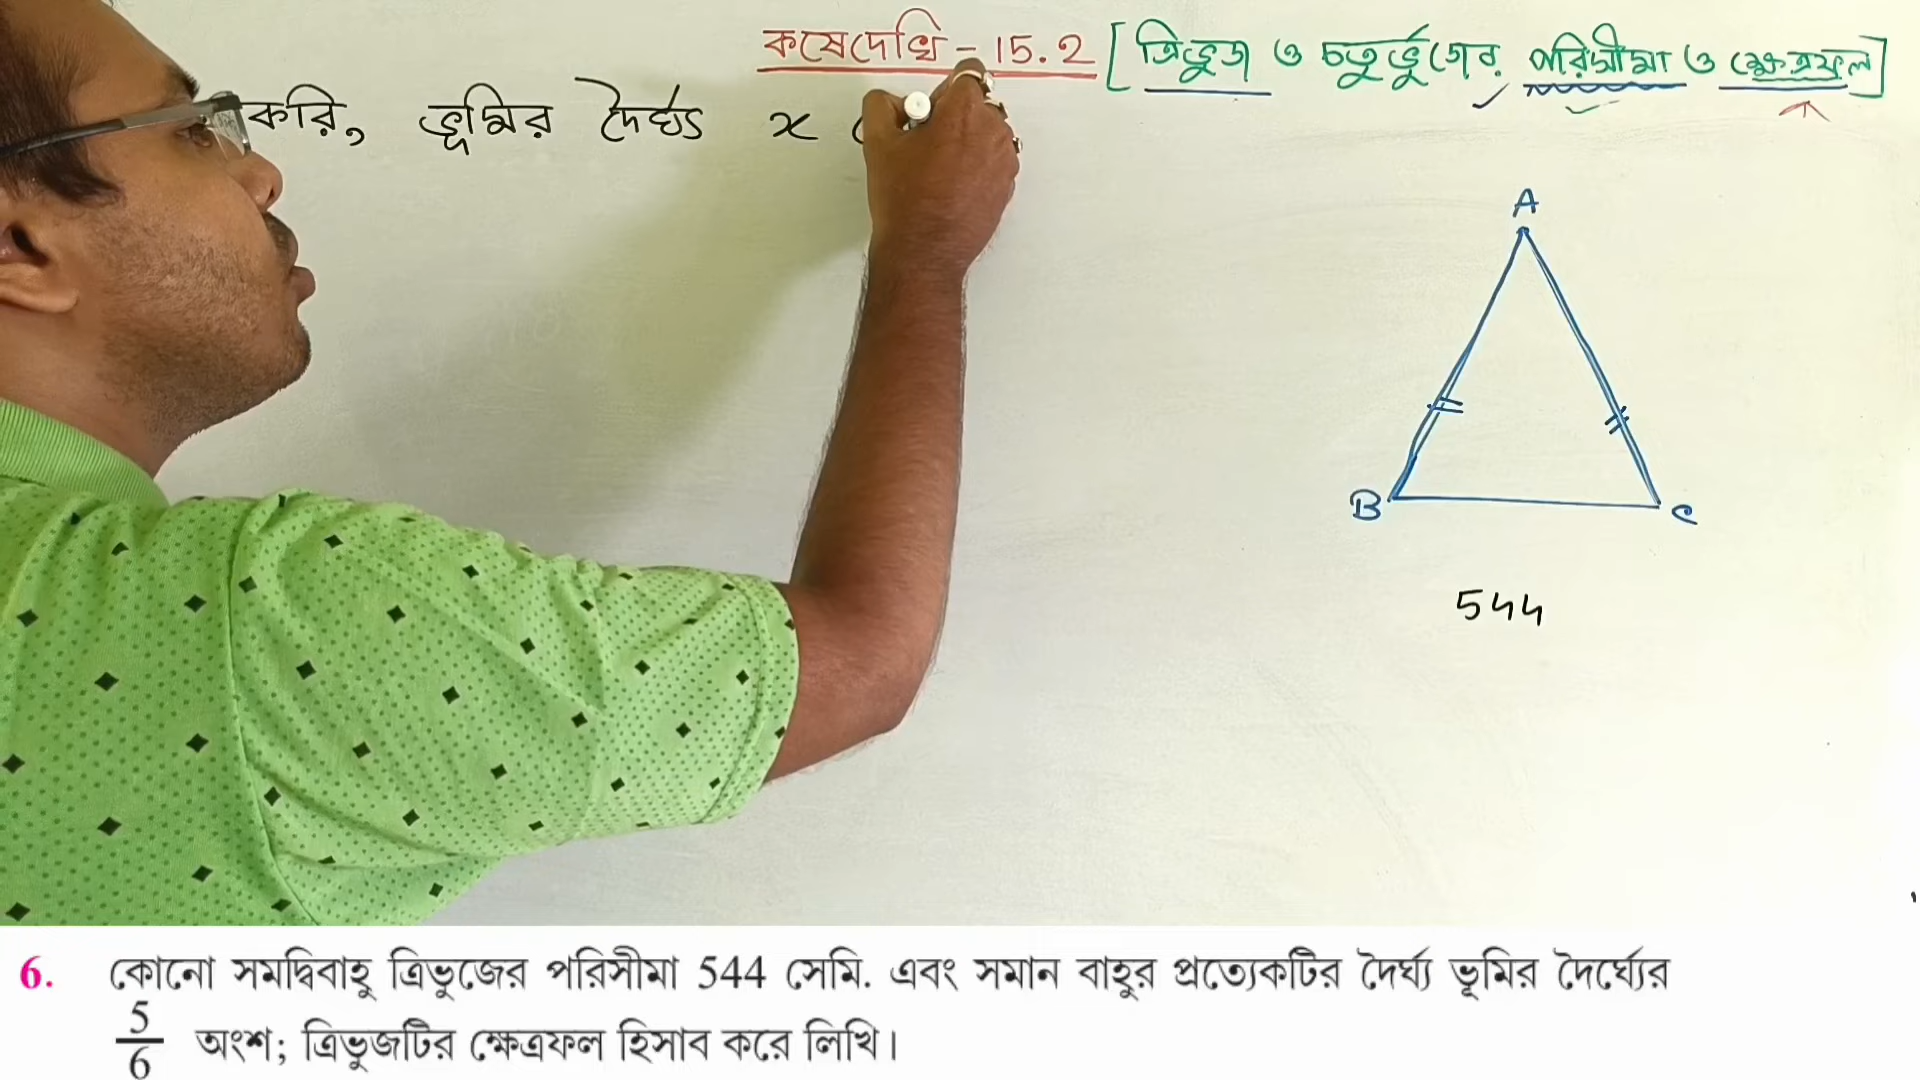 কষেদেখি - 15.2 [ ত্রিভুজ ও চতুর্ভুজের পরিসীমা ও ক্ষেত্রফল ]
করি, ভূমির দৈর্ঘ্য x
A
B
C
544
6. কোনো সমদ্বিবাহু ত্রিভুজের পরিসীমা 544 সেমি. এবং সমান বাহুর প্রত্যেকটির দৈর্ঘ্য ভূমির দৈর্ঘ্যের
5/6 অংশ; ত্রিভুজটির ক্ষেত্রফল হিসাব করে লিখি।